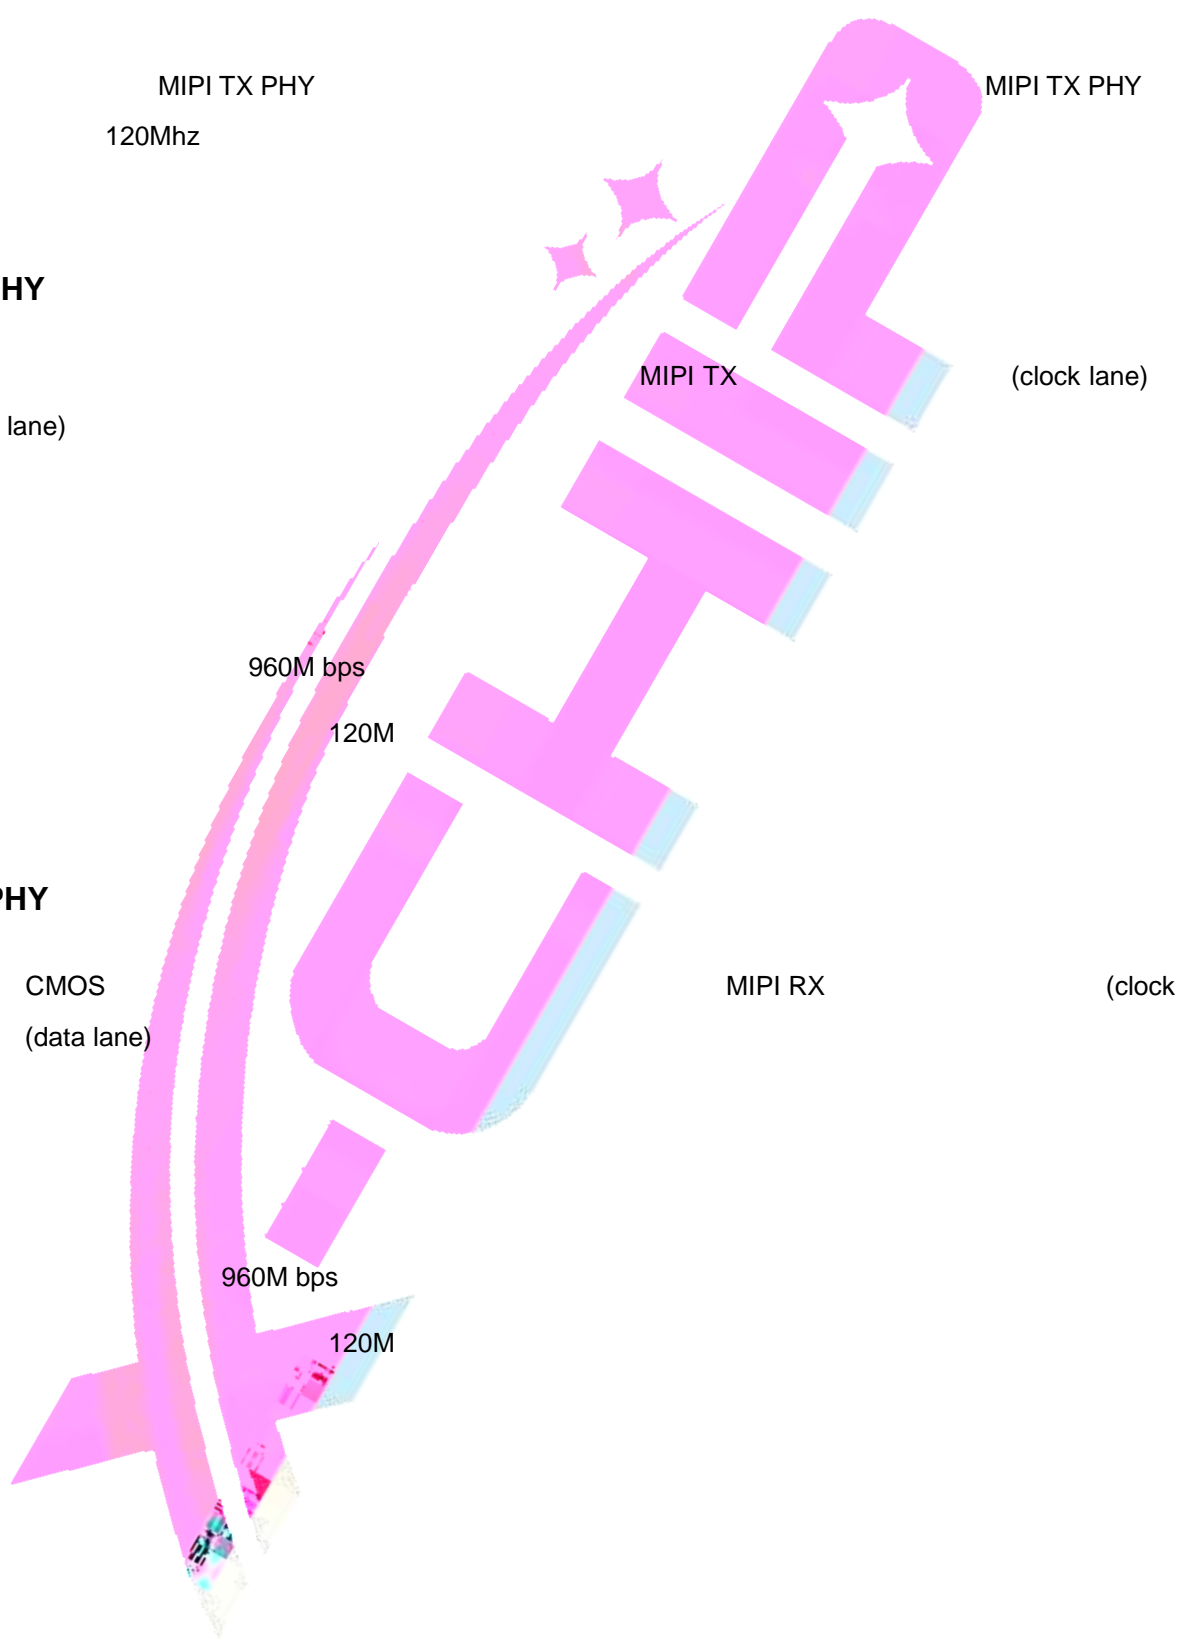 MIPI TX PHY MIPI TX PHY
120Mhz
HY
MIPI TX (clock lane)
lane)
960M bps
120M
PHY
CMOS MIPI RX (clock
(data lane)
960M bps
120M